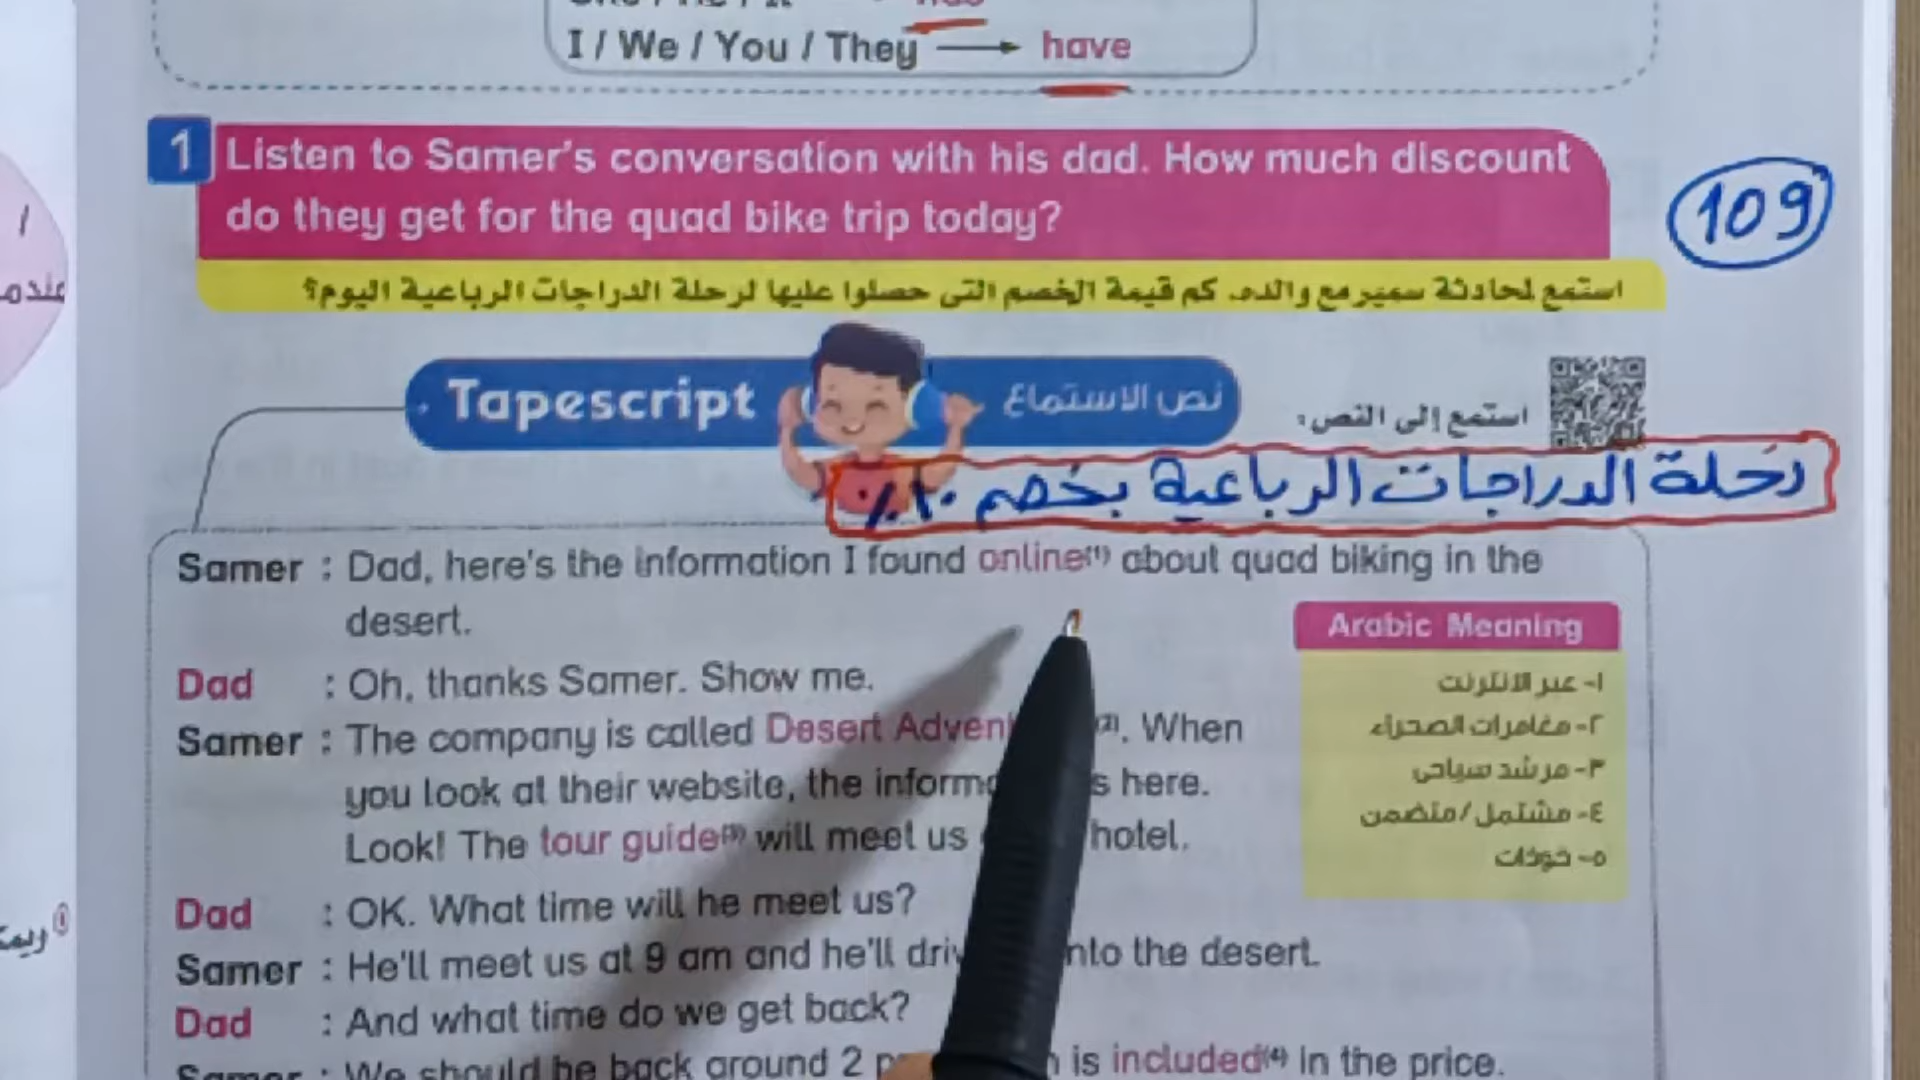 I / We / You / They → have
1 Listen to Samer's conversation with his dad. How much discount
do they get for the quad bike trip today?
109
استمع لمحادثة سمير مع والده. كم قيمة الخصم التى حصلوا عليها لرحلة الدراجات الرباعية اليوم؟
Tapescript نص الاستماع
استمع إلى النص:
رحلة الدراجات الرباعية بخصم ١٠٪
Samer : Dad, here's the information I found online(1) about quad biking in the
desert.
Dad : Oh, thanks Samer. Show me.
Samer : The company is called Desert (2). When
you look at their website, the here.
Look! The tour guide(3) will meet us hotel.
Dad : OK. What time will he meet us?
Samer : He'll meet us at 9 am and he'll the desert.
Dad : And what time do we get back?
Samer : We should be back around 2 is included(4) in the price.
Arabic Meaning
١- عبر الانترنت
٢- مغامرات الصحراء
٣- مرشد سياحى
٤- مشتمل/متضمن
٥- خوذات